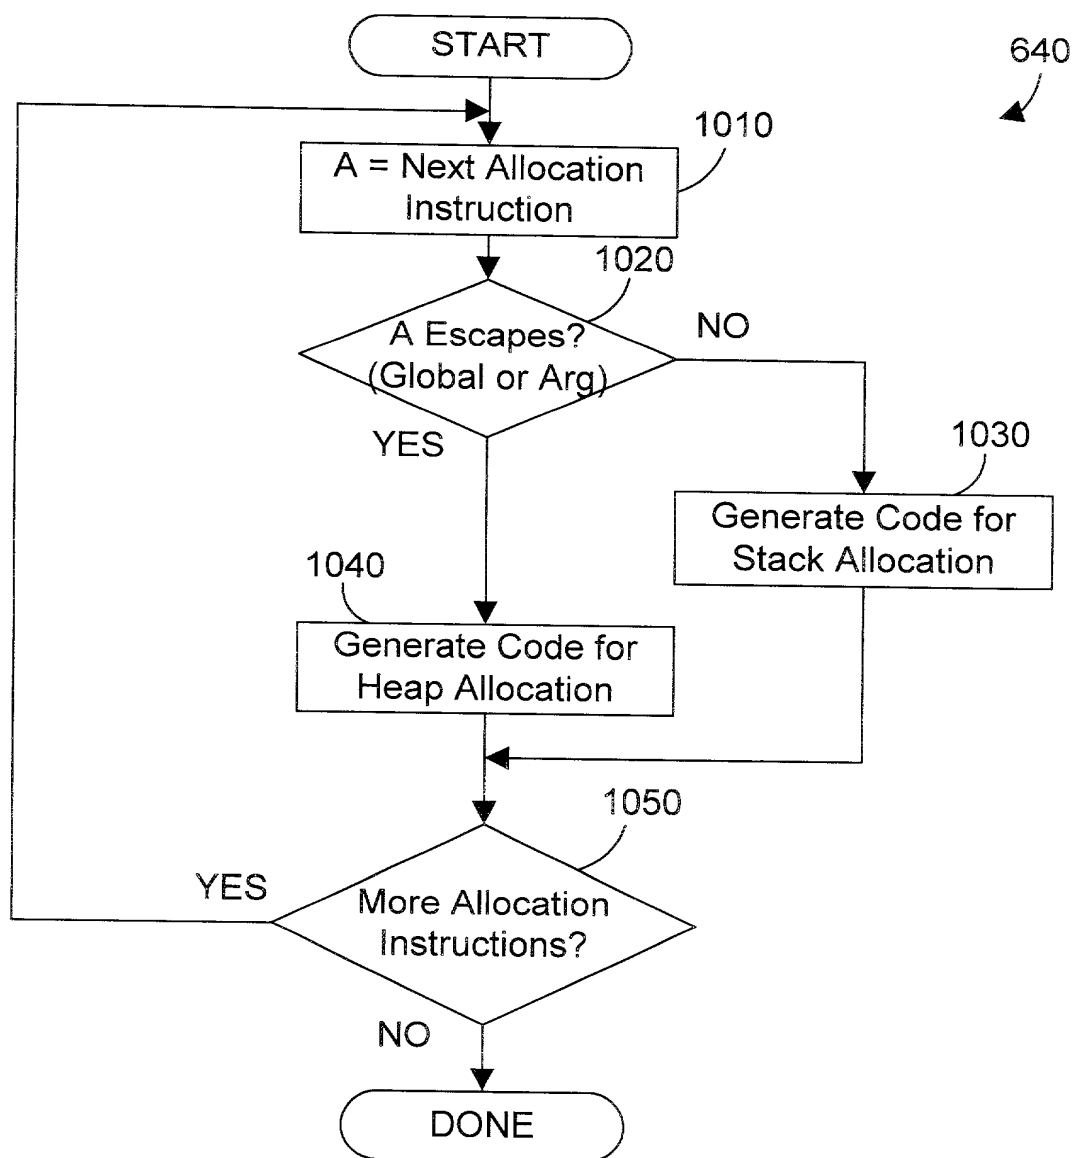 START
640
1010
A = Next Allocation
Instruction
1020
A Escapes?
(Global or Arg)
NO
YES
1030
Generate Code for
Stack Allocation
1040
Generate Code for
Heap Allocation
1050
YES
More Allocation
Instructions?
NO
DONE